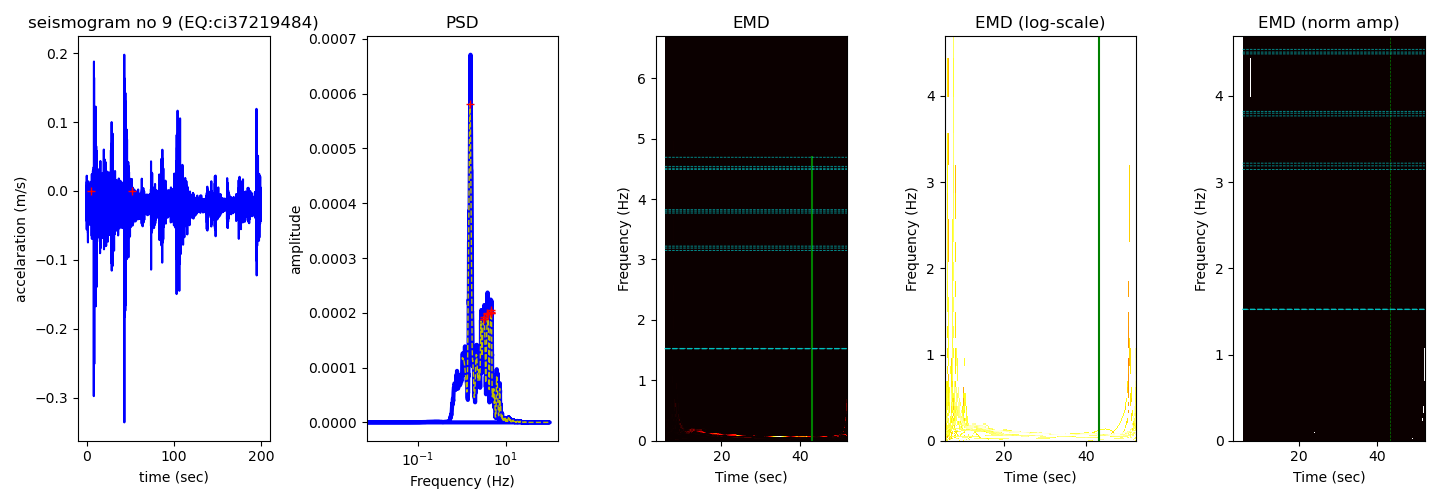 seismogram no 9 (EQ:ci37219484)
PSD
EMD
EMD (log-scale)
EMD (norm amp)
accelaration (m/s)
0.2
0.1
0.0
−0.1
−0.2
−0.3
0
100
200
time (sec)
amplitude
0.0007
0.0006
0.0005
0.0004
0.0003
0.0002
0.0001
0.0000
10⁻¹
10¹
Frequency (Hz)
Frequency (Hz)
6
5
4
3
2
1
0
20
40
Time (sec)
Frequency (Hz)
4
3
2
1
0
20
40
Time (sec)
Frequency (Hz)
4
3
2
1
0
20
40
Time (sec)